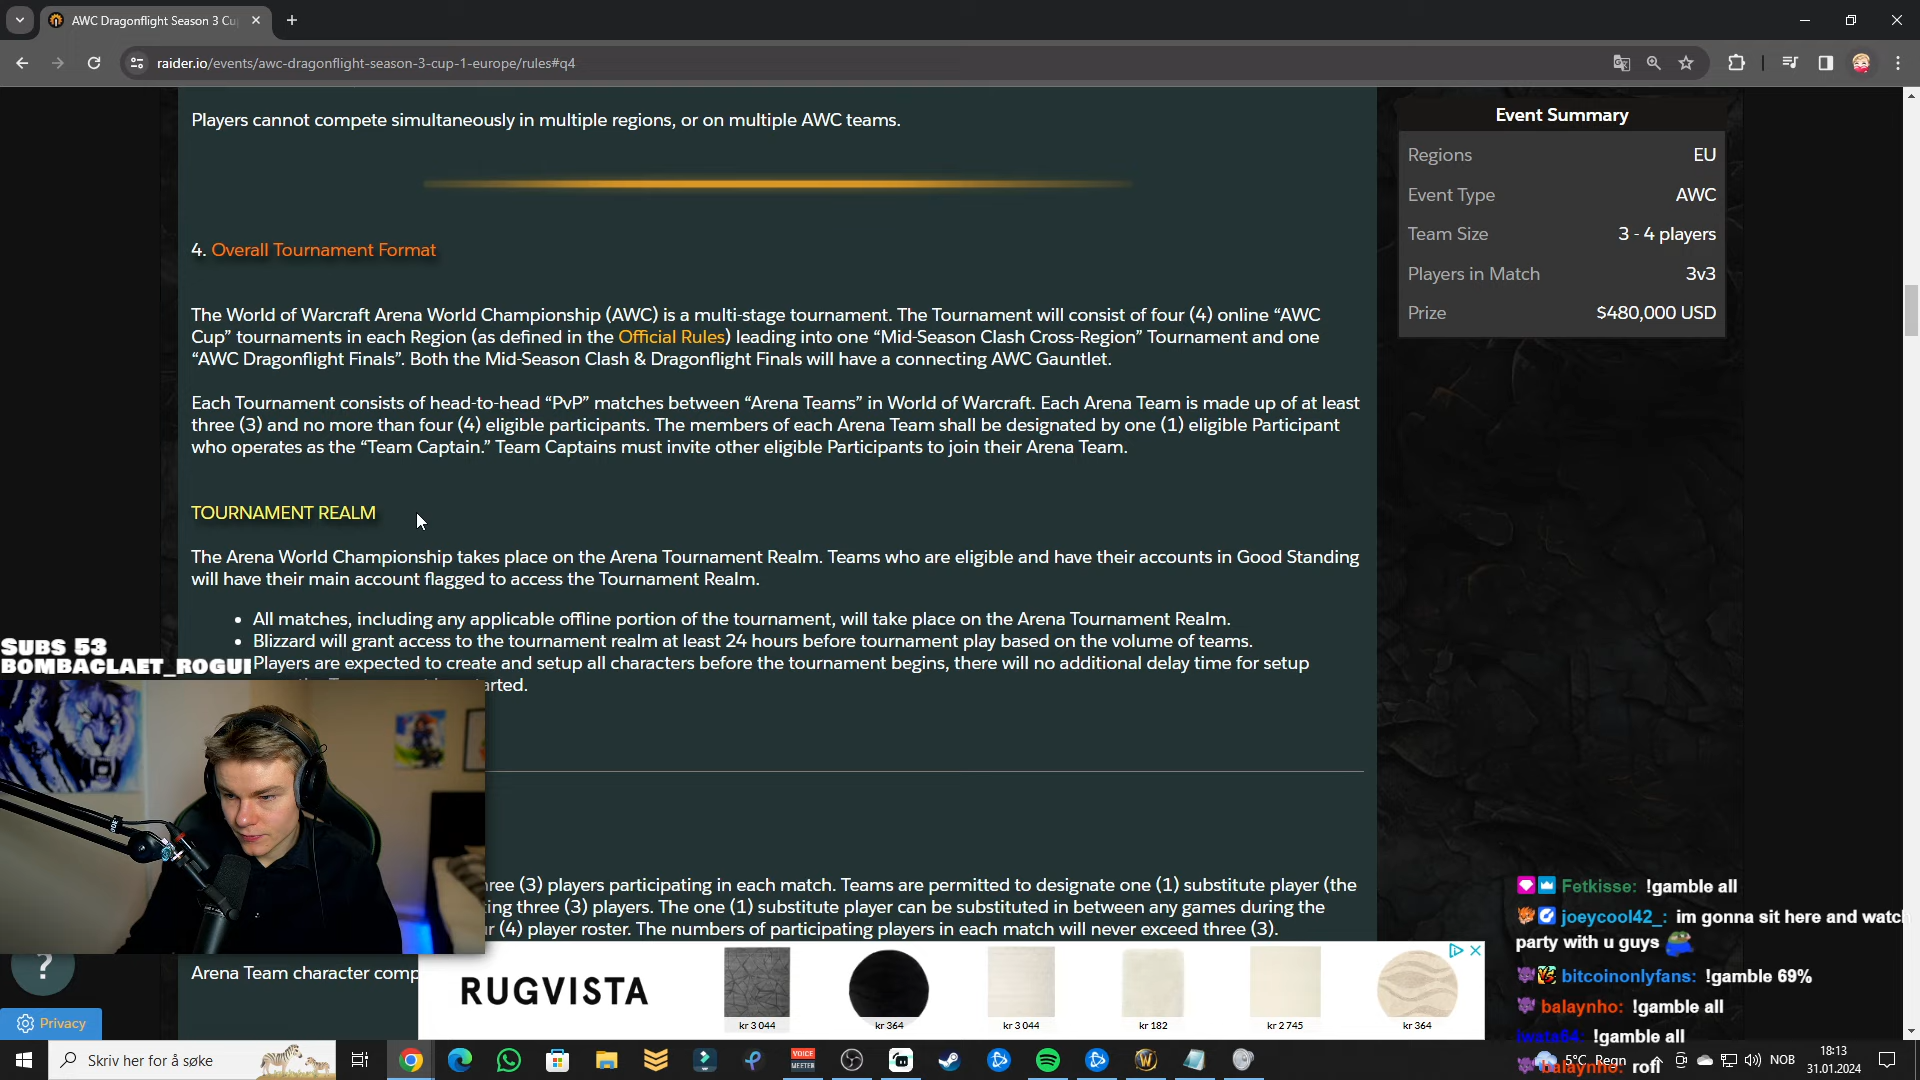 AWC Dragonflight Season 3 Cu
raider.io/events/awc-dragonflight-season-3-cup-1-europe/rules#q4
Players cannot compete simultaneously in multiple regions, or on multiple AWC teams.
4. Overall Tournament Format
The World of Warcraft Arena World Championship (AWC) is a multi-stage tournament. The Tournament will consist of four (4) online “AWC
Cup” tournaments in each Region (as defined in the Official Rules) leading into one “Mid-Season Clash Cross-Region” Tournament and one
“AWC Dragonflight Finals”. Both the Mid-Season Clash & Dragonflight Finals will have a connecting AWC Gauntlet.
Each Tournament consists of head-to-head “PvP” matches between “Arena Teams” in World of Warcraft. Each Arena Team is made up of at least
three (3) and no more than four (4) eligible participants. The members of each Arena Team shall be designated by one (1) eligible Participant
who operates as the “Team Captain.” Team Captains must invite other eligible Participants to join their Arena Team.
TOURNAMENT REALM
The Arena World Championship takes place on the Arena Tournament Realm. Teams who are eligible and have their accounts in Good Standing
will have their main account flagged to access the Tournament Realm.
• All matches, including any applicable offline portion of the tournament, will take place on the Arena Tournament Realm.
• Blizzard will grant access to the tournament realm at least 24 hours before tournament play based on the volume of teams.
Players are expected to create and setup all characters before the tournament begins, there will no additional delay time for setup
arted.
ree (3) players participating in each match. Teams are permitted to designate one (1) substitute player (the
ing three (3) players. The one (1) substitute player can be substituted in between any games during the
r (4) player roster. The numbers of participating players in each match will never exceed three (3).
Arena Team character comp
Event Summary
Regions EU
Event Type AWC
Team Size 3 - 4 players
Players in Match 3v3
Prize $480,000 USD
SUBS 53
BOMBACLAET_ROGUI
?
Privacy
RUGVISTA
kr 3 044
kr 364
kr 3 044
kr 182
kr 2 745
kr 364
Fetkisse: !gamble all
joeycool42_: im gonna sit here and watch
party with u guys
bitcoinonlyfans: !gamble 69%
balaynho: !gamble all
iwata64: !gamble all
balaynho: rofl
Skriv her for å søke
VOICE
MEETER
5°C Regn
NOB
18:13
31.01.2024